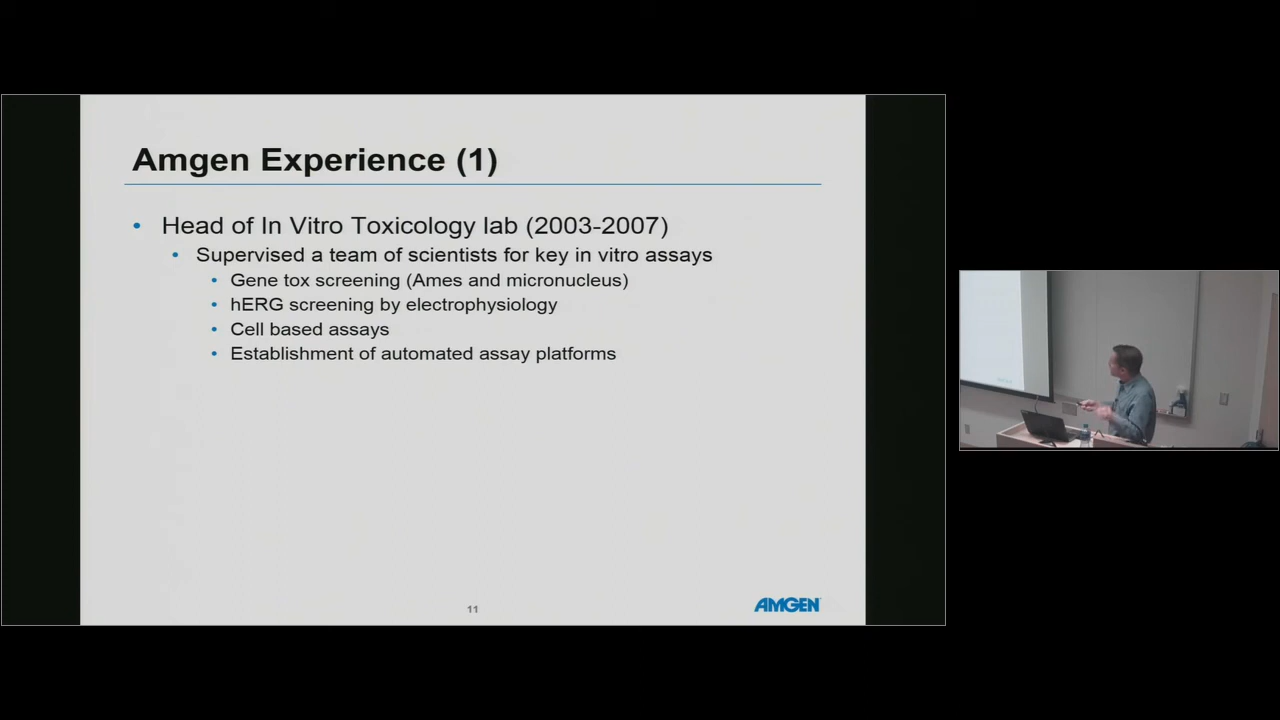 Amgen Experience (1)
• Head of In Vitro Toxicology lab (2003-2007)
• Supervised a team of scientists for key in vitro assays
• Gene tox screening (Ames and micronucleus)
• hERG screening by electrophysiology
• Cell based assays
• Establishment of automated assay platforms
11
AMGEN